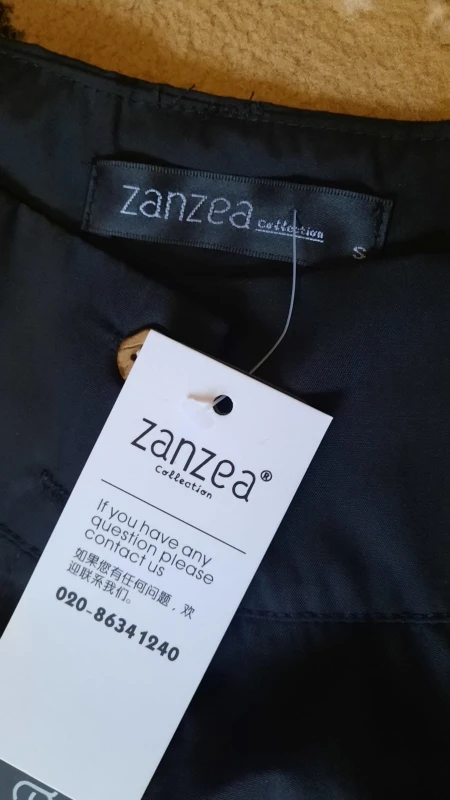 zanzea Collection
S
zanzea®
Collection
If you have any
question please
contact us
如果您有任何问题，欢
迎联系我们。
020-86341240